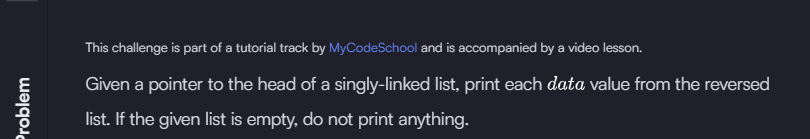 This challenge is part of a tutorial track by MyCodeSchool and is accompanied by a video lesson.
Given a pointer to the head of a singly-linked list, print each data value from the reversed
list. If the given list is empty, do not print anything.
Problem